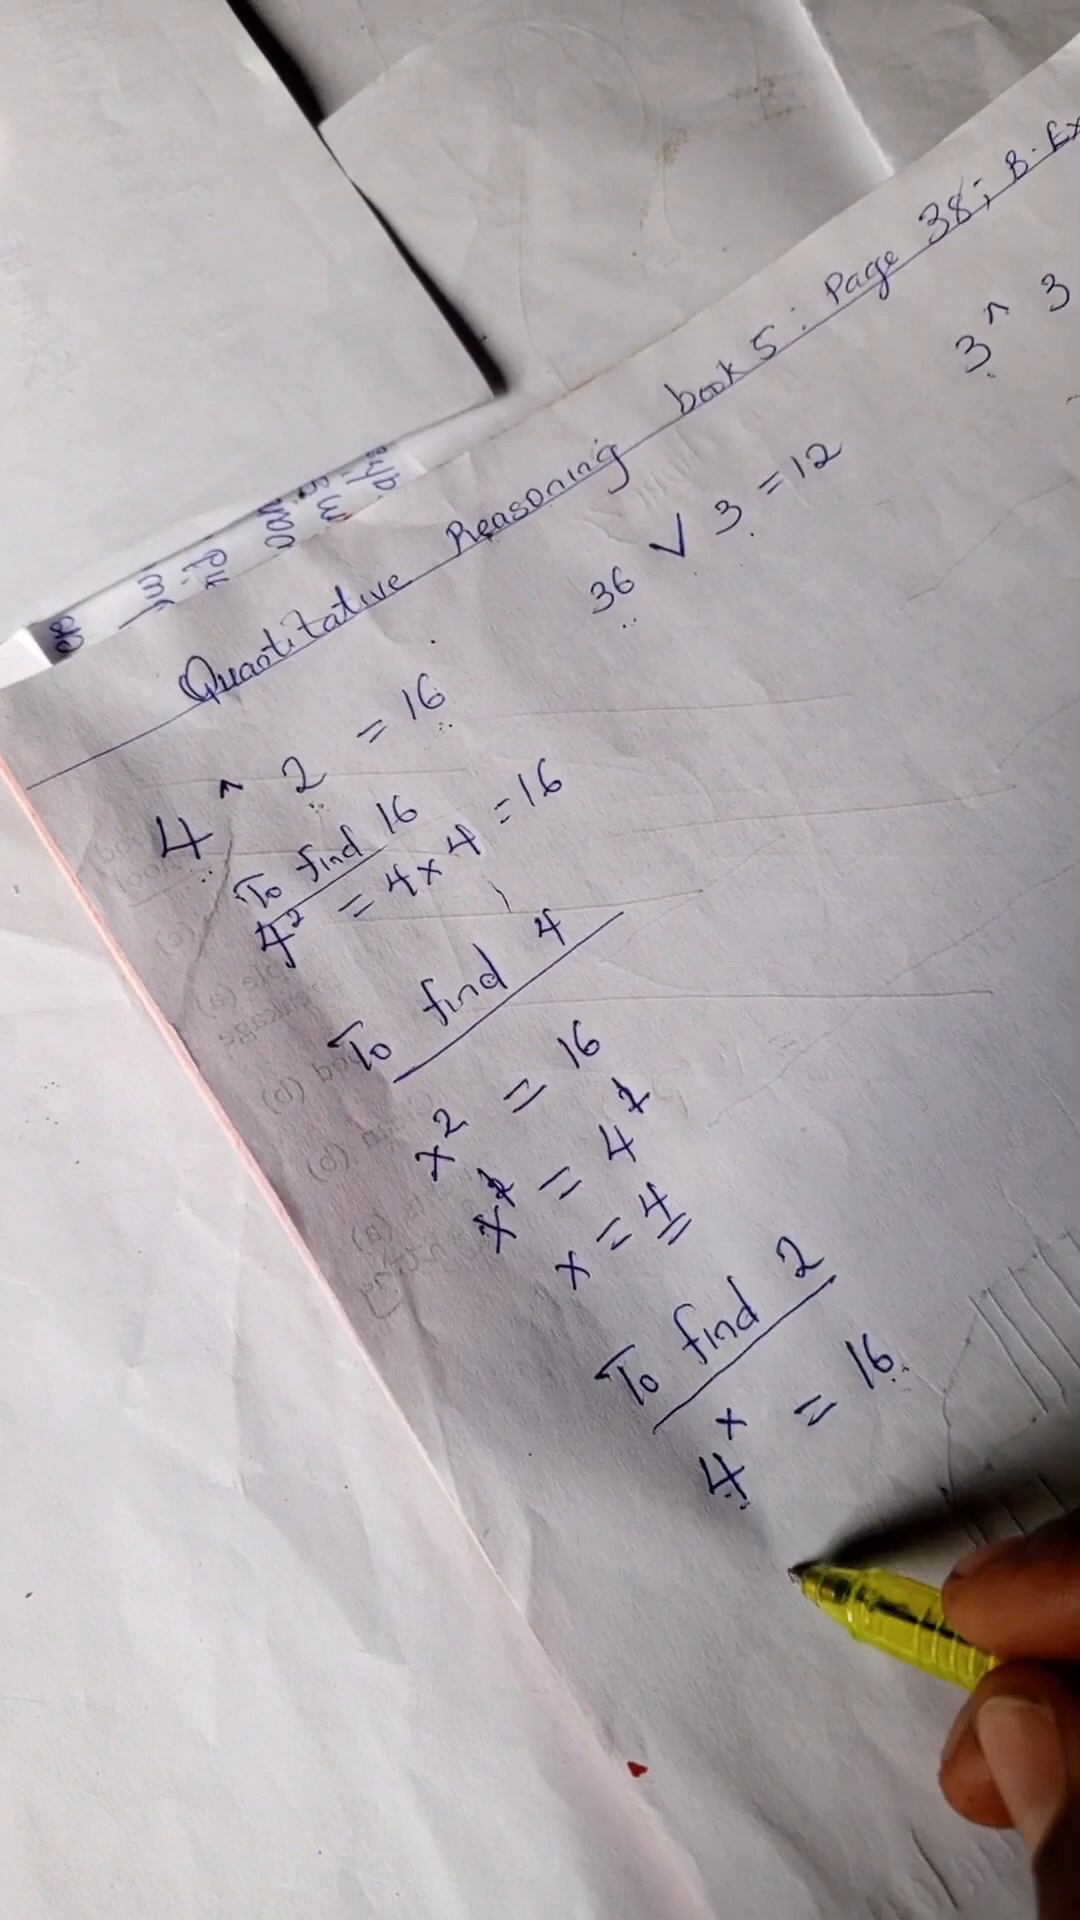 Quantitative Reasoning book 5: Page 38; B. Ex
4 ^ 2 = 16
36 V 3 = 12
3 ^ 3
To find 16
4² = 4 x 4 = 16
To find 4
x² = 16
x² = 4²
x = 4
To find 2
4ˣ = 16